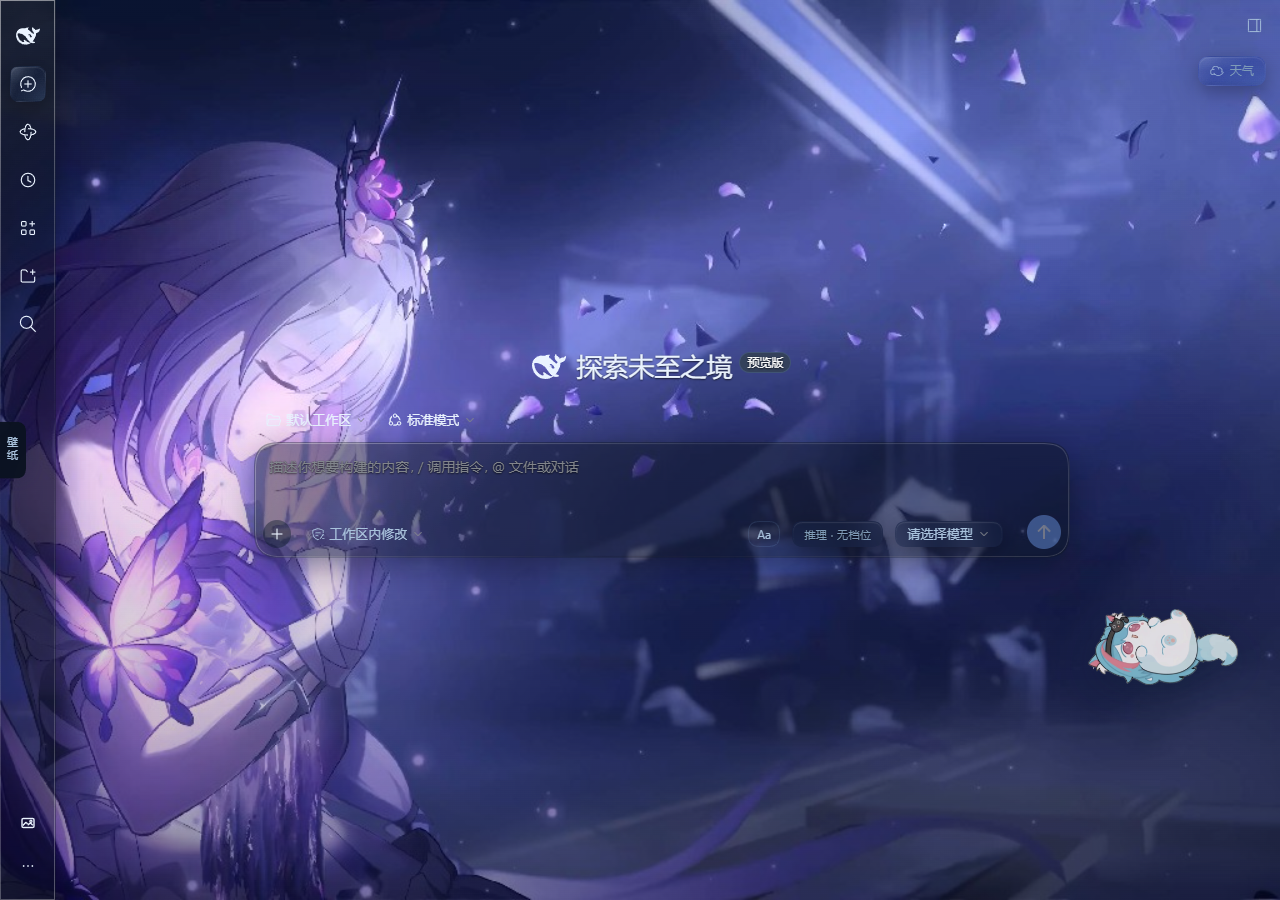 天气
探索未至之境 预览版
默认工作区 标准模式
壁纸
描述你想要构建的内容, / 调用指令, @ 文件或对话
工作区内修改 Aa 推理 · 无档位 请选择模型